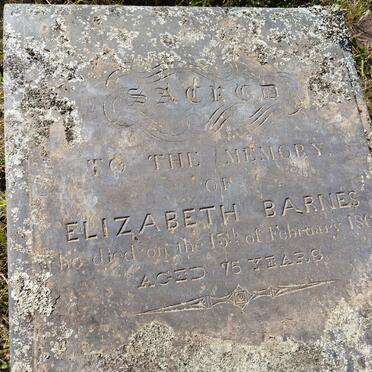 SACRED
TO THE MEMORY
OF
ELIZABETH BARNES
who died on the 15th of February 18
AGED 75 YEARS